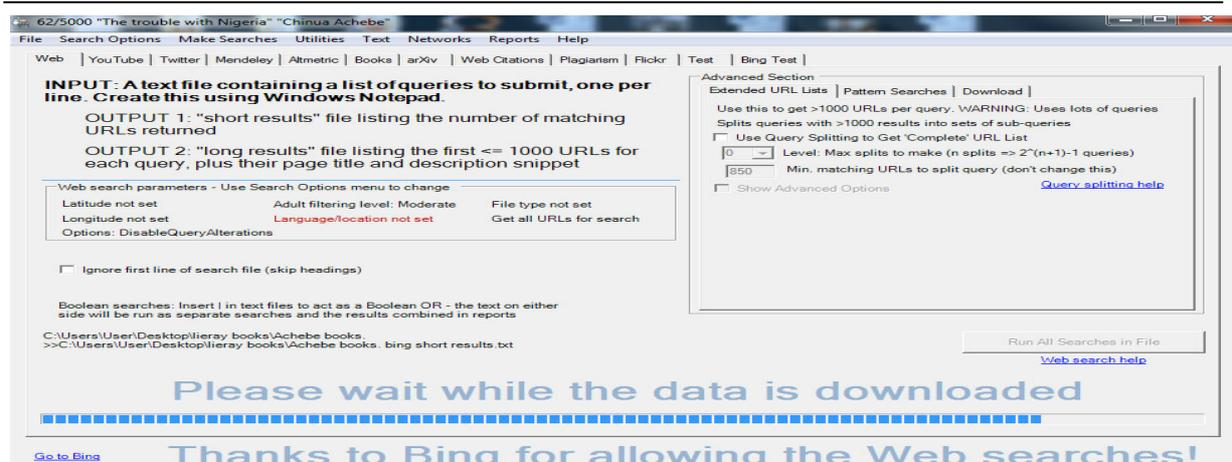 62/5000 "The trouble with Nigeria" "Chinua Achebe"
File Search Options Make Searches Utilities Text Networks Reports Help
Web YouTube Twitter Mendeley Altmetric Books arXiv Web Citations Plagiarism Flickr Test Bing Test
INPUT: A text file containing a list of queries to submit, one per
line. Create this using Windows Notepad.
OUTPUT 1: "short results" file listing the number of matching
URLs returned
OUTPUT 2: "long results" file listing the first <= 1000 URLs for
each query, plus their page title and description snippet
Web search parameters - Use Search Options menu to change
Latitude not set Adult filtering level: Moderate File type not set
Longitude not set Language/location not set Get all URLs for search
Options: DisableQueryAlterations
Ignore first line of search file (skip headings)
Boolean searches: Insert | in text files to act as a Boolean OR - the text on either
side will be run as separate searches and the results combined in reports
C:\Users\User\Desktop\lieray books\Achebe books.
>>C:\Users\User\Desktop\lieray books\Achebe books. bing short results.txt
Advanced Section
Extended URL Lists Pattern Searches Download
Use this to get >1000 URLs per query. WARNING: Uses lots of queries
Splits queries with >1000 results into sets of sub-queries
Use Query Splitting to Get 'Complete' URL List
0 Level: Max splits to make (n splits => 2^(n+1)-1 queries)
850 Min. matching URLs to split query (don't change this)
Show Advanced Options Query splitting help
Run All Searches in File
Web search help
Please wait while the data is downloaded
Go to Bing Thanks to Bing for allowing the Web searches!